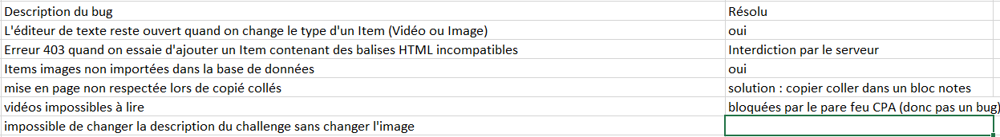 Description du bug Résolu
L'éditeur de texte reste ouvert quand on change le type d'un Item (Vidéo ou Image) oui
Erreur 403 quand on essaie d'ajouter un Item contenant des balises HTML incompatibles Interdiction par le serveur
Items images non importées dans la base de données oui
mise en page non respectée lors de copié collés solution : copier coller dans un bloc notes
vidéos impossibles à lire bloquées par le pare feu CPA (donc pas un bug)
impossible de changer la description du challenge sans changer l'image